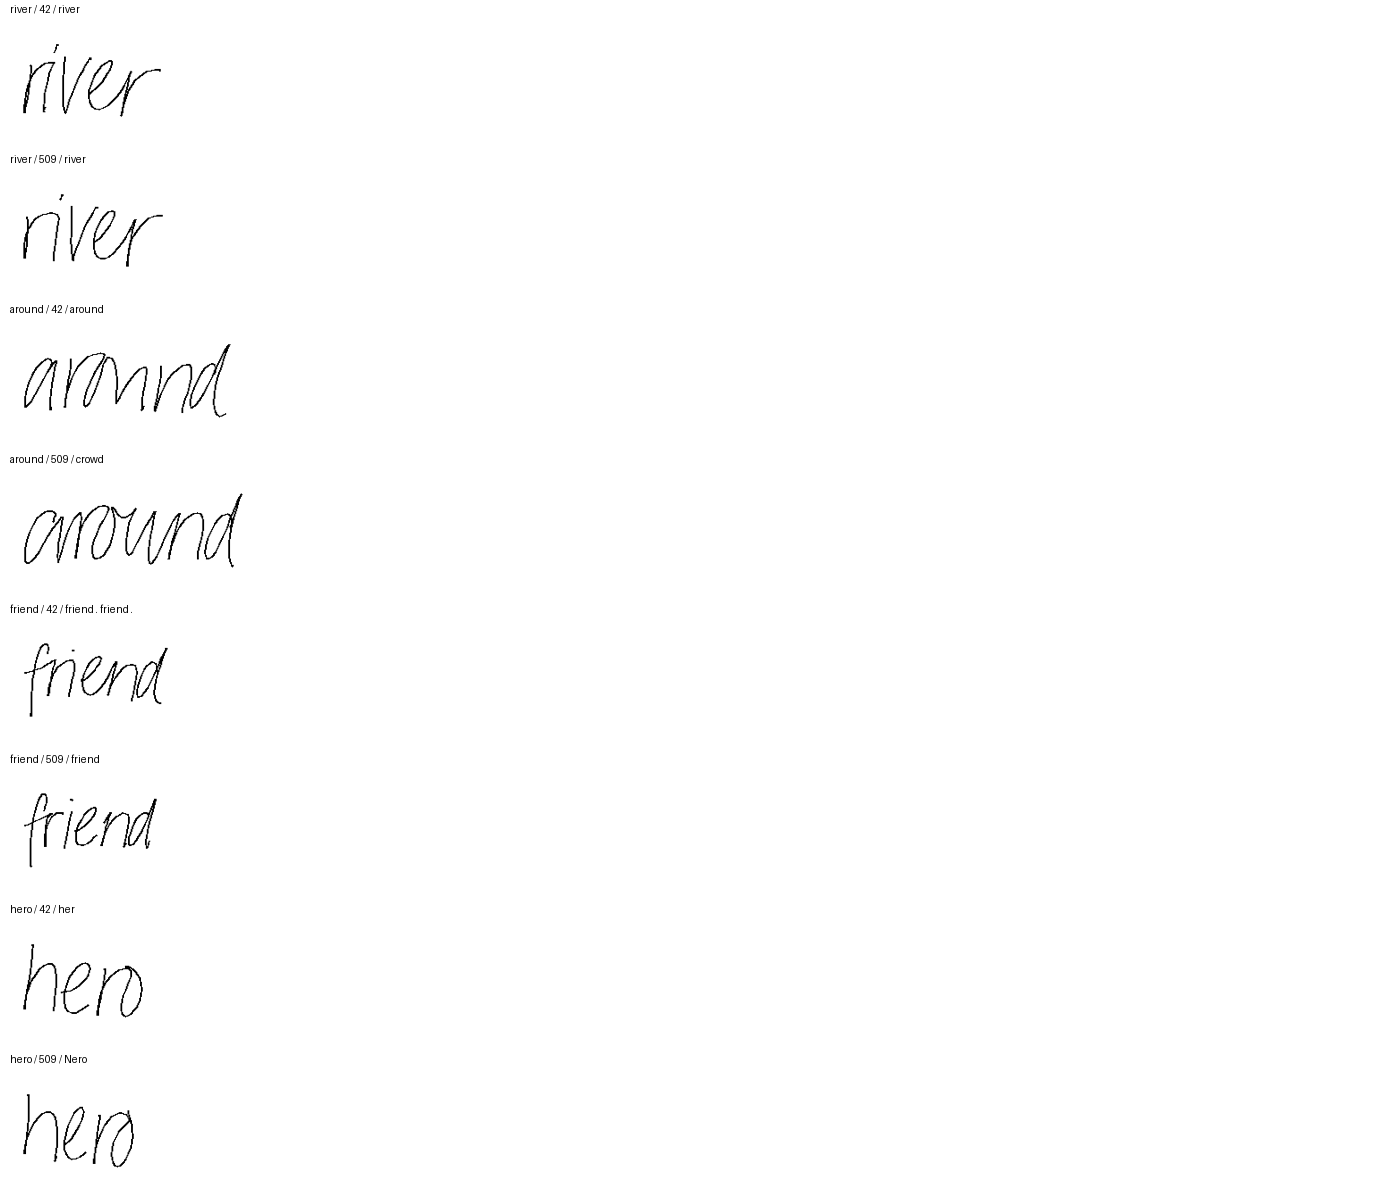 river / 42 / river
river
river / 509 / river
river
around / 42 / around
around
around / 509 / crowd
around
friend / 42 / friend . friend .
friend
friend / 509 / friend
friend
hero / 42 / her
hero
hero / 509 / Nero
hero